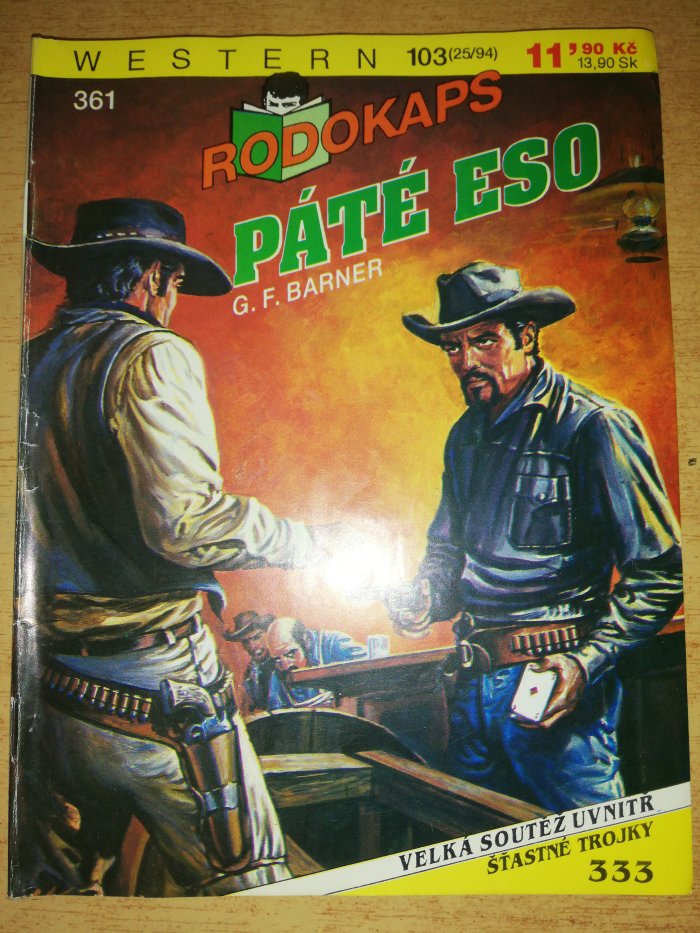 WESTERN 103(25/94) 11,90 Kč
13,90 Sk
361
RODOKAPS
PÁTÉ ESO
G. F. BARNER
VELKÁ SOUTĚŽ UVNITŘ
ŠŤASTNÉ TROJKY
333